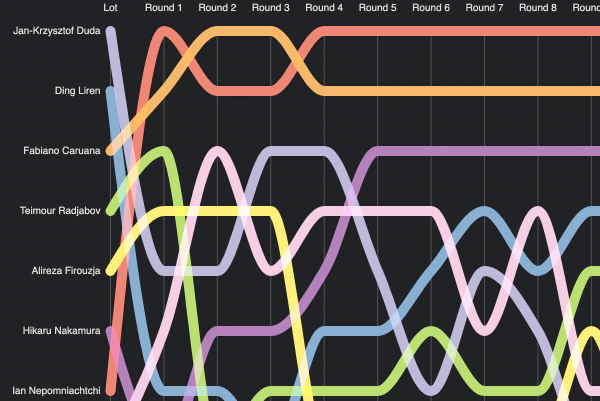 Lot Round 1 Round 2 Round 3 Round 4 Round 5 Round 6 Round 7 Round 8 Round
Jan-Krzysztof Duda
Ding Liren
Fabiano Caruana
Teimour Radjabov
Alireza Firouzja
Hikaru Nakamura
Ian Nepomniachtchi